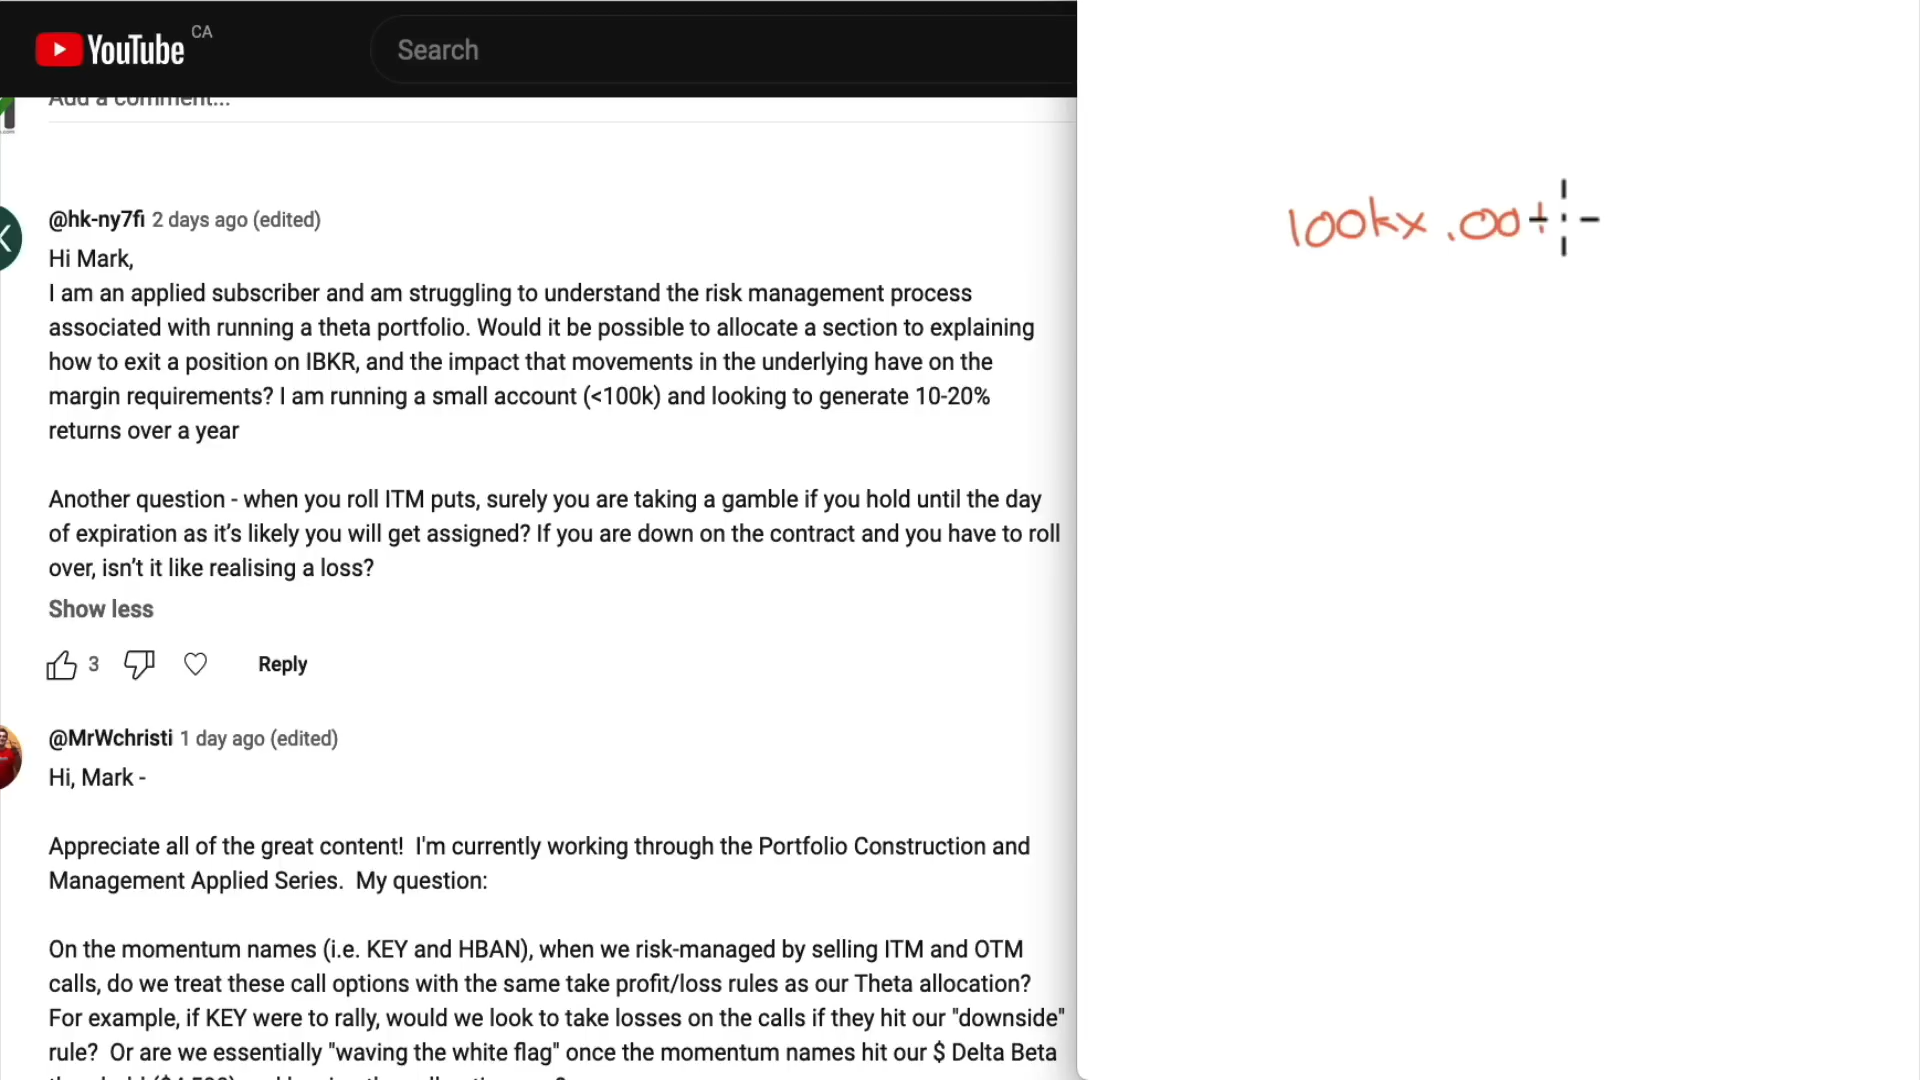 YouTube CA
Search
Add a comment...
@hk-ny7fi 2 days ago (edited)
Hi Mark,
I am an applied subscriber and am struggling to understand the risk management process
associated with running a theta portfolio. Would it be possible to allocate a section to explaining
how to exit a position on IBKR, and the impact that movements in the underlying have on the
margin requirements? I am running a small account (<100k) and looking to generate 10-20%
returns over a year
Another question - when you roll ITM puts, surely you are taking a gamble if you hold until the day
of expiration as it’s likely you will get assigned? If you are down on the contract and you have to roll
over, isn’t it like realising a loss?
Show less
3 Reply
@MrWchristi 1 day ago (edited)
Hi, Mark -
Appreciate all of the great content!  I'm currently working through the Portfolio Construction and
Management Applied Series.  My question:
On the momentum names (i.e. KEY and HBAN), when we risk-managed by selling ITM and OTM
calls, do we treat these call options with the same take profit/loss rules as our Theta allocation?
For example, if KEY were to rally, would we look to take losses on the calls if they hit our "downside"
rule?  Or are we essentially "waving the white flag" once the momentum names hit our $ Delta Beta
100kx .00